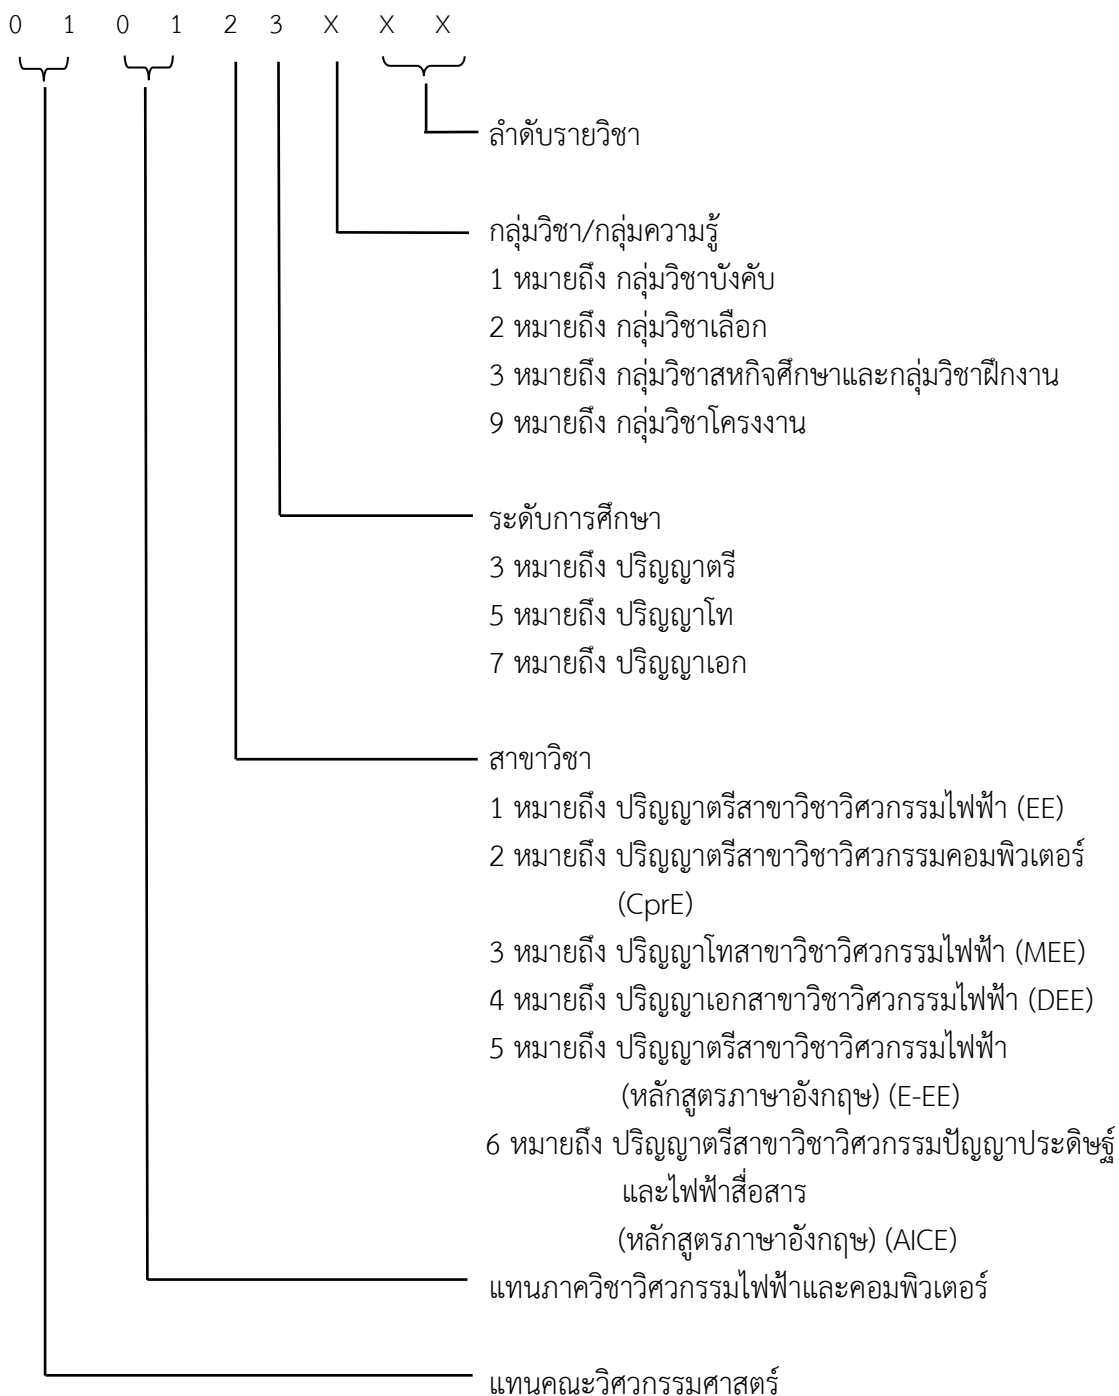 0 1 0 1 2 3 X X X
ลำดับรายวิชา
กลุ่มวิชา/กลุ่มความรู้
1 หมายถึง กลุ่มวิชาบังคับ
2 หมายถึง กลุ่มวิชาเลือก
3 หมายถึง กลุ่มวิชาสหกิจศึกษาและกลุ่มวิชาฝึกงาน
9 หมายถึง กลุ่มวิชาโครงงาน
ระดับการศึกษา
3 หมายถึง ปริญญาตรี
5 หมายถึง ปริญญาโท
7 หมายถึง ปริญญาเอก
สาขาวิชา
1 หมายถึง ปริญญาตรีสาขาวิชาวิศวกรรมไฟฟ้า (EE)
2 หมายถึง ปริญญาตรีสาขาวิชาวิศวกรรมคอมพิวเตอร์
(CprE)
3 หมายถึง ปริญญาโทสาขาวิชาวิศวกรรมไฟฟ้า (MEE)
4 หมายถึง ปริญญาเอกสาขาวิชาวิศวกรรมไฟฟ้า (DEE)
5 หมายถึง ปริญญาตรีสาขาวิชาวิศวกรรมไฟฟ้า
(หลักสูตรภาษาอังกฤษ) (E-EE)
6 หมายถึง ปริญญาตรีสาขาวิชาวิศวกรรมปัญญาประดิษฐ์
และไฟฟ้าสื่อสาร
(หลักสูตรภาษาอังกฤษ) (AICE)
แทนภาควิชาวิศวกรรมไฟฟ้าและคอมพิวเตอร์
แทนคณะวิศวกรรมศาสตร์